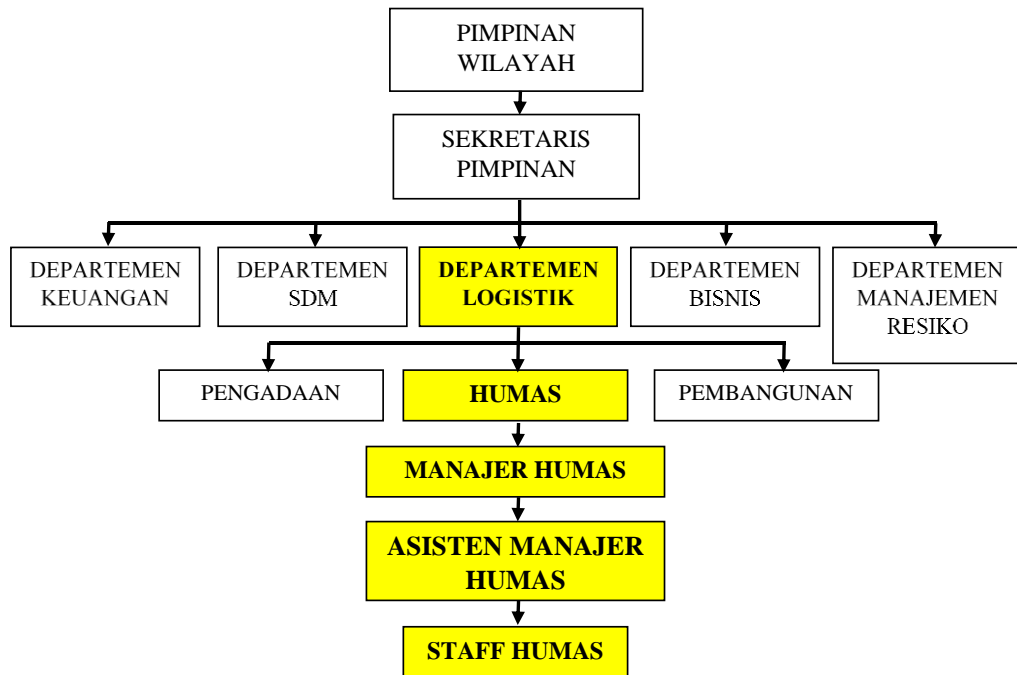 PIMPINAN
WILAYAH
SEKRETARIS
PIMPINAN
DEPARTEMEN
KEUANGAN
DEPARTEMEN
SDM
DEPARTEMEN
LOGISTIK
DEPARTEMEN
BISNIS
DEPARTEMEN
MANAJEMEN
RESIKO
PENGADAAN
HUMAS
PEMBANGUNAN
MANAJER HUMAS
ASISTEN MANAJER
HUMAS
STAFF HUMAS